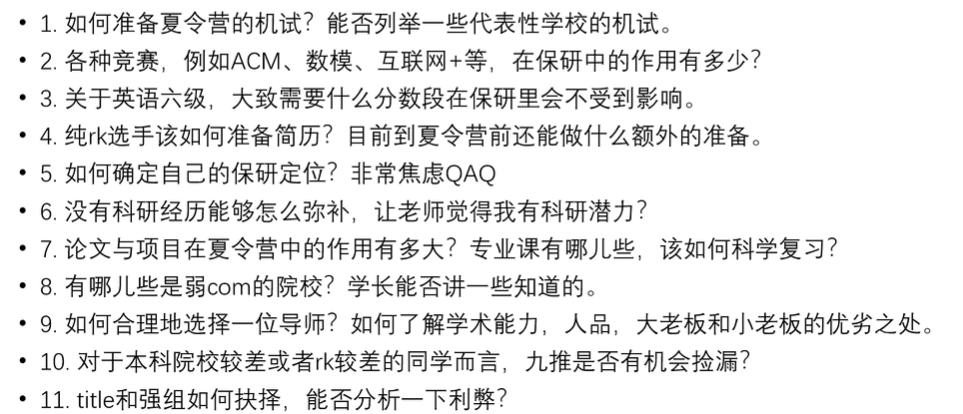 • 1. 如何准备夏令营的机试？能否列举一些代表性学校的机试。
• 2. 各种竞赛，例如ACM、数模、互联网+等，在保研中的作用有多少？
• 3. 关于英语六级，大致需要什么分数段在保研里会不受到影响。
• 4. 纯rk选手该如何准备简历？目前到夏令营前还能做什么额外的准备。
• 5. 如何确定自己的保研定位？非常焦虑QAQ
• 6. 没有科研经历能够怎么弥补，让老师觉得我有科研潜力？
• 7. 论文与项目在夏令营中的作用有多大？专业课有哪儿些，该如何科学复习？
• 8. 有哪儿些是弱com的院校？学长能否讲一些知道的。
• 9. 如何合理地选择一位导师？如何了解学术能力，人品，大老板和小老板的优劣之处。
• 10. 对于本科院校较差或者rk较差的同学而言，九推是否有机会捡漏？
• 11. title和强组如何抉择，能否分析一下利弊？